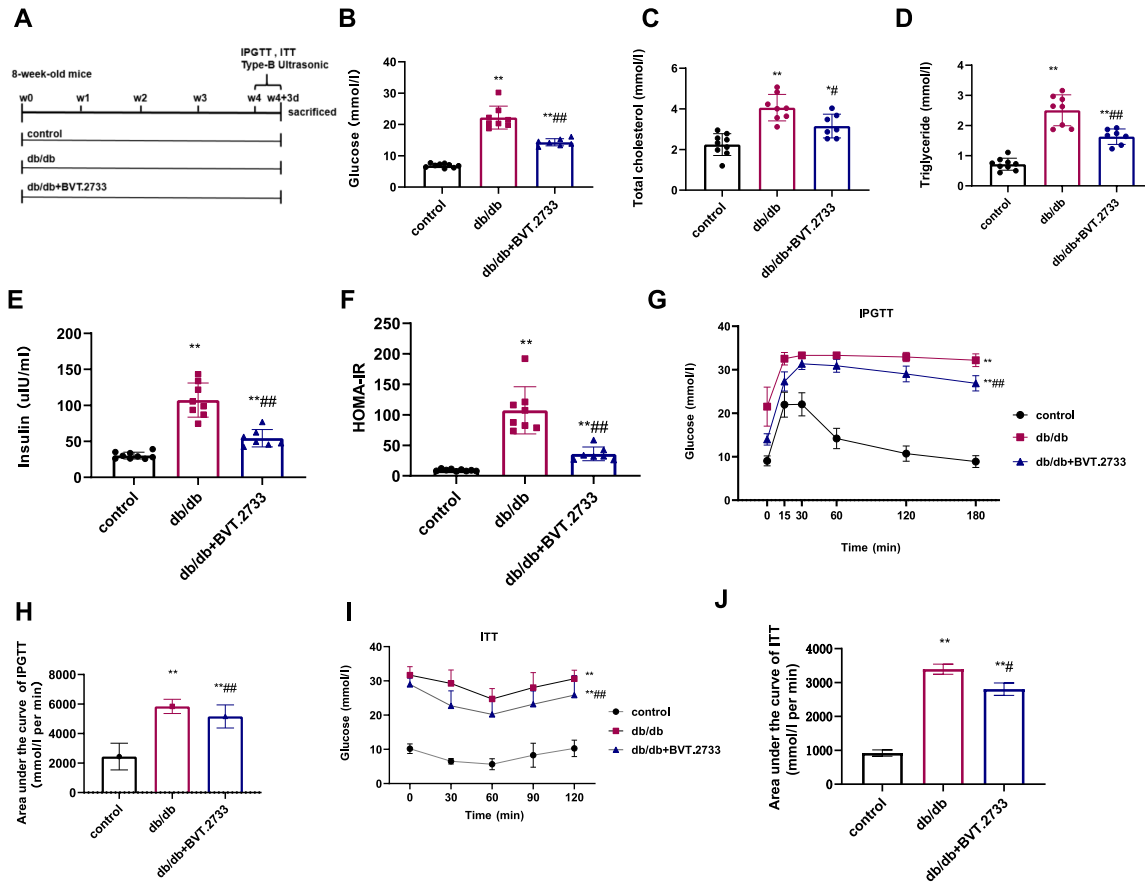 A
IPGTT , ITT
Type-B Ultrasonic
8-week-old mice
w0 w1 w2 w3 w4 w4+3d
sacrificed
control
db/db
db/db+BVT.2733
B
Glucose (mmol/l)
40
30
20
10
0
**
**##
control
db/db
db/db+BVT.2733
C
Total cholesterol (mmol/l)
6
4
2
0
**
*#
control
db/db
db/db+BVT.2733
D
Triglyceride (mmol/l)
4
3
2
1
0
**
**##
control
db/db
db/db+BVT.2733
E
Insulin (uIU/ml)
200
150
100
50
0
**
**##
control
db/db
db/db+BVT.2733
F
HOMA-IR
250
200
150
100
50
0
**
**##
control
db/db
db/db+BVT.2733
G
IPGTT
Glucose (mmol/l)
40
30
20
10
0
**
**##
0 15 30 60 120 180
Time (min)
control
db/db
db/db+BVT.2733
H
Area under the curve of IPGTT
(mmol/l per min)
8000
6000
4000
2000
0
**
**##
control
db/db
db/db+BVT.2733
I
ITT
Glucose (mmol/l)
40
30
20
10
0
**
**##
0 30 60 90 120
Time (min)
control
db/db
db/db+BVT.2733
J
Area under the curve of ITT
(mmol/l per min)
4000
3000
2000
1000
0
**
**#
control
db/db
db/db+BVT.2733